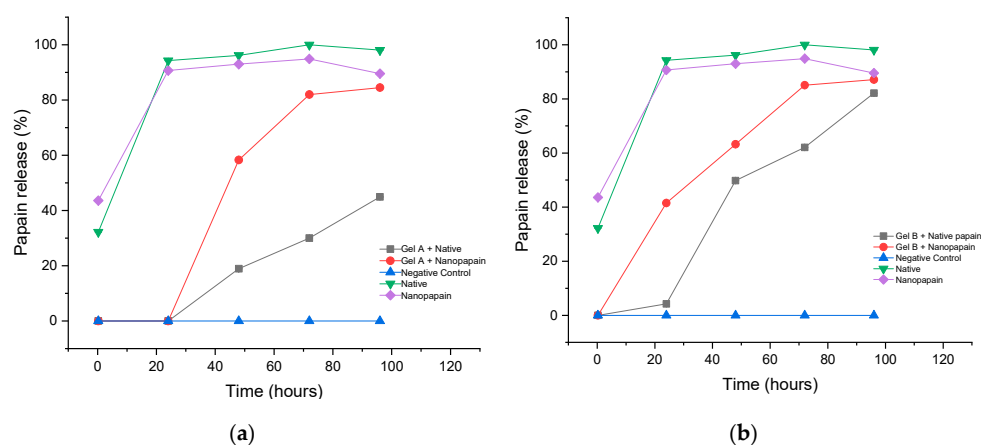 100
80
60
40
20
0
Papain release (%)
Gel A + Native
Gel A + Nanopapain
Negative Control
Native
Nanopapain
0 20 40 60 80 100 120
Time (hours)
(a)
100
80
60
40
20
0
Papain release (%)
Gel B + Native papain
Gel B + Nanopapain
Negative Control
Native
Nanopapain
0 20 40 60 80 100 120
Time (hours)
(b)